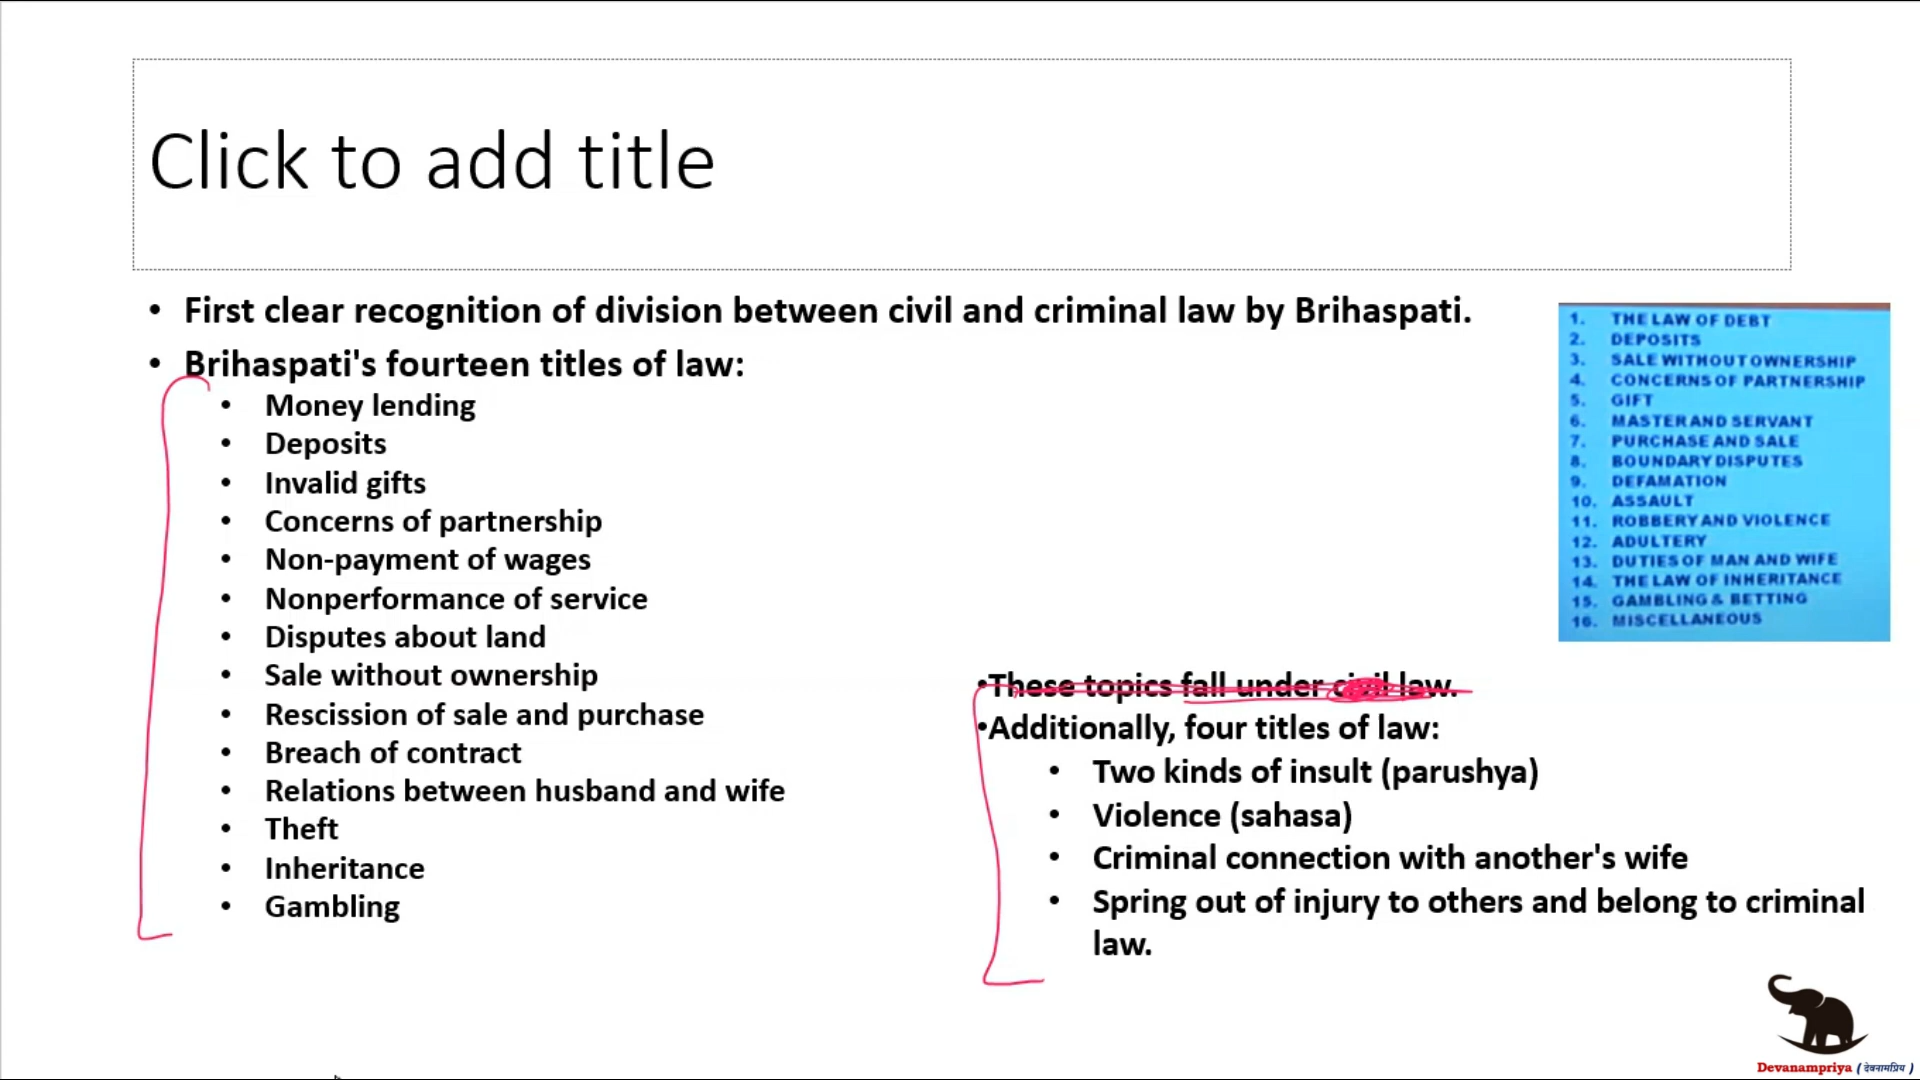 Click to add title
• First clear recognition of division between civil and criminal law by Brihaspati.
• Brihaspati's fourteen titles of law:
• Money lending
• Deposits
• Invalid gifts
• Concerns of partnership
• Non-payment of wages
• Nonperformance of service
• Disputes about land
• Sale without ownership
• Rescission of sale and purchase
• Breach of contract
• Relations between husband and wife
• Theft
• Inheritance
• Gambling
1. THE LAW OF DEBT
2. DEPOSITS
3. SALE WITHOUT OWNERSHIP
4. CONCERNS OF PARTNERSHIP
5. GIFT
6. MASTER AND SERVANT
7. PURCHASE AND SALE
8. BOUNDARY DISPUTES
9. DEFAMATION
10. ASSAULT
11. ROBBERY AND VIOLENCE
12. ADULTERY
13. DUTIES OF MAN AND WIFE
14. THE LAW OF INHERITANCE
15. GAMBLING & BETTING
16. MISCELLANEOUS
•These topics fall under civil law.
•Additionally, four titles of law:
• Two kinds of insult (parushya)
• Violence (sahasa)
• Criminal connection with another's wife
• Spring out of injury to others and belong to criminal
law.
Devanampriya ( देवनामप्रिय )